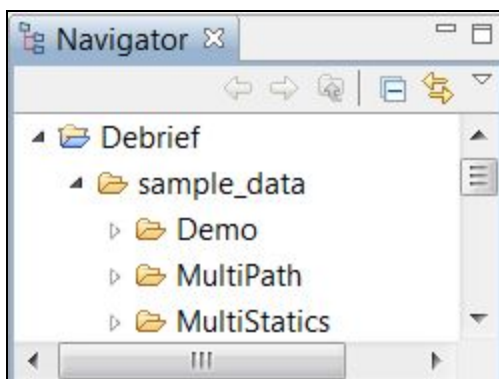 Navigator
Debrief
sample_data
Demo
MultiPath
MultiStatics